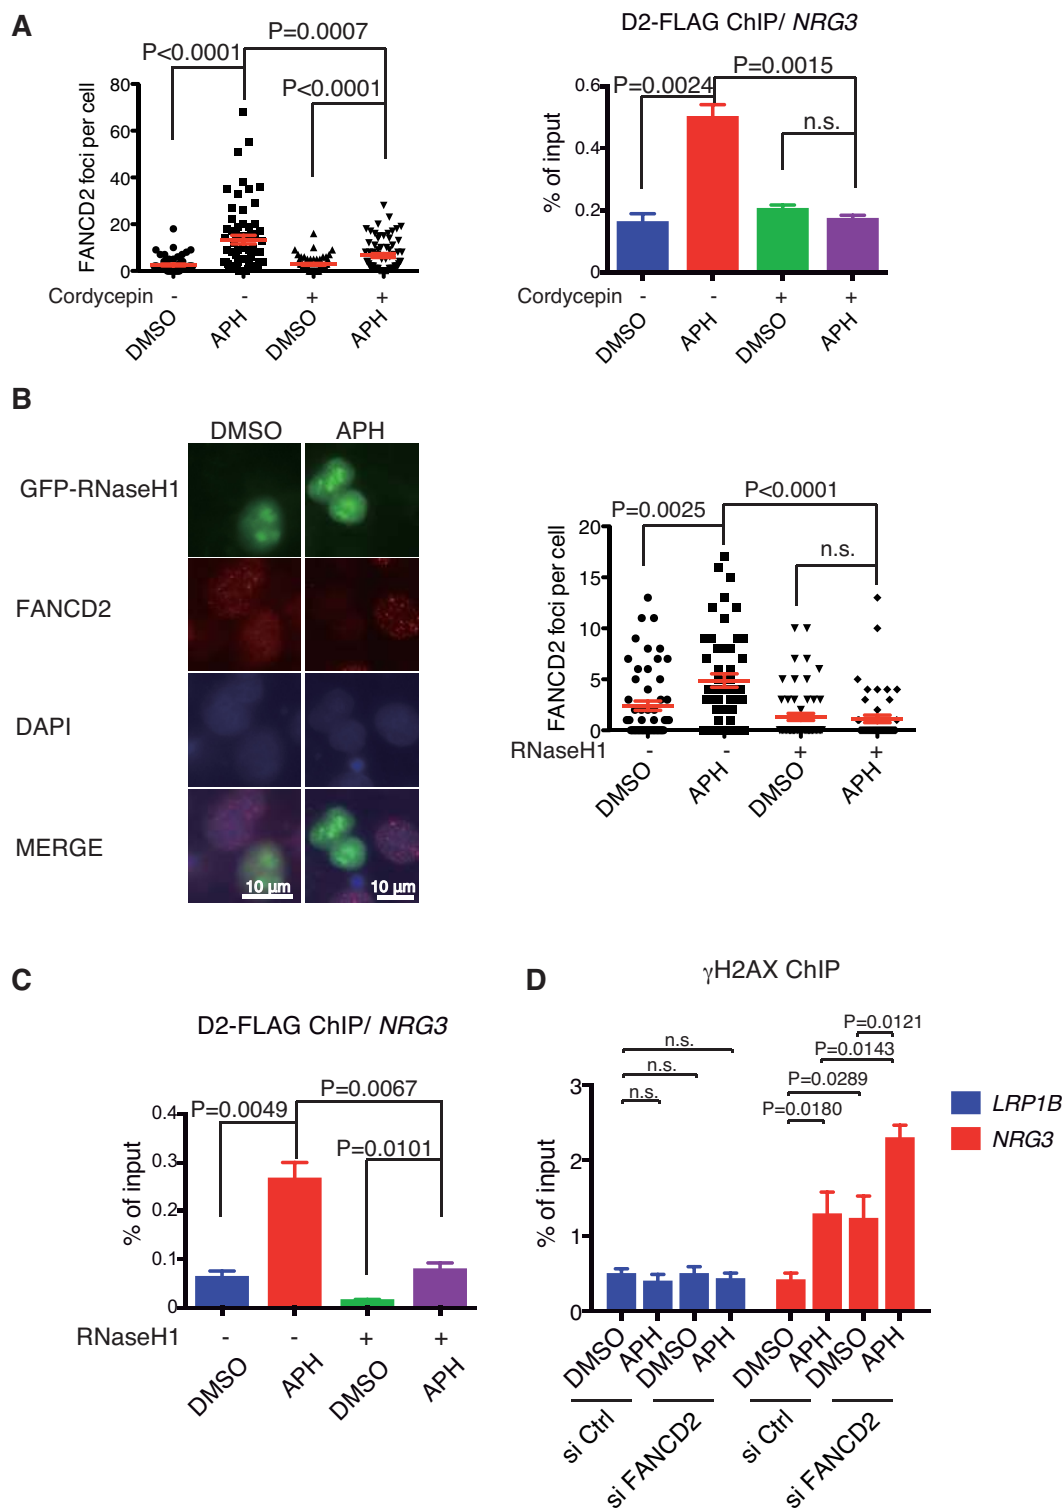 A
P<0.0001
P=0.0007
P<0.0001
FANCD2 foci per cell
80
60
40
20
0
Cordycepin - - + +
DMSO APH DMSO APH
D2-FLAG ChIP/ NRG3
P=0.0024
P=0.0015
n.s.
% of input
0.6
0.4
0.2
0
Cordycepin - - + +
DMSO APH DMSO APH
B
DMSO APH
GFP-RNaseH1
FANCD2
DAPI
MERGE
10 µm 10 µm
P=0.0025
P<0.0001
n.s.
FANCD2 foci per cell
20
15
10
5
0
RNaseH1 - - + +
DMSO APH DMSO APH
C
D2-FLAG ChIP/ NRG3
P=0.0049
P=0.0067
P=0.0101
% of input
0.4
0.3
0.2
0.1
0
RNaseH1 - - + +
DMSO APH DMSO APH
D
γH2AX ChIP
n.s.
n.s.
n.s.
P=0.0121
P=0.0143
P=0.0289
P=0.0180
LRP1B
NRG3
% of input
3
2
1
0
DMSO APH DMSO APH DMSO APH DMSO APH
si Ctrl si FANCD2 si Ctrl si FANCD2